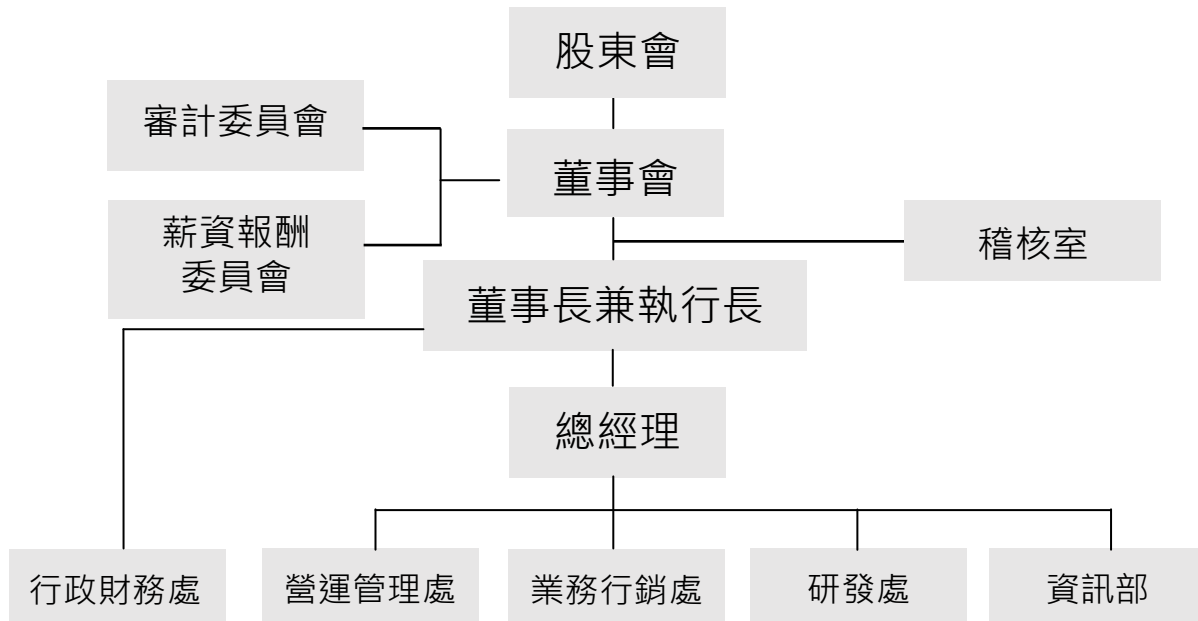 股東會
審計委員會
董事會
薪資報酬
委員會
稽核室
董事長兼執行長
總經理
行政財務處
營運管理處
業務行銷處
研發處
資訊部